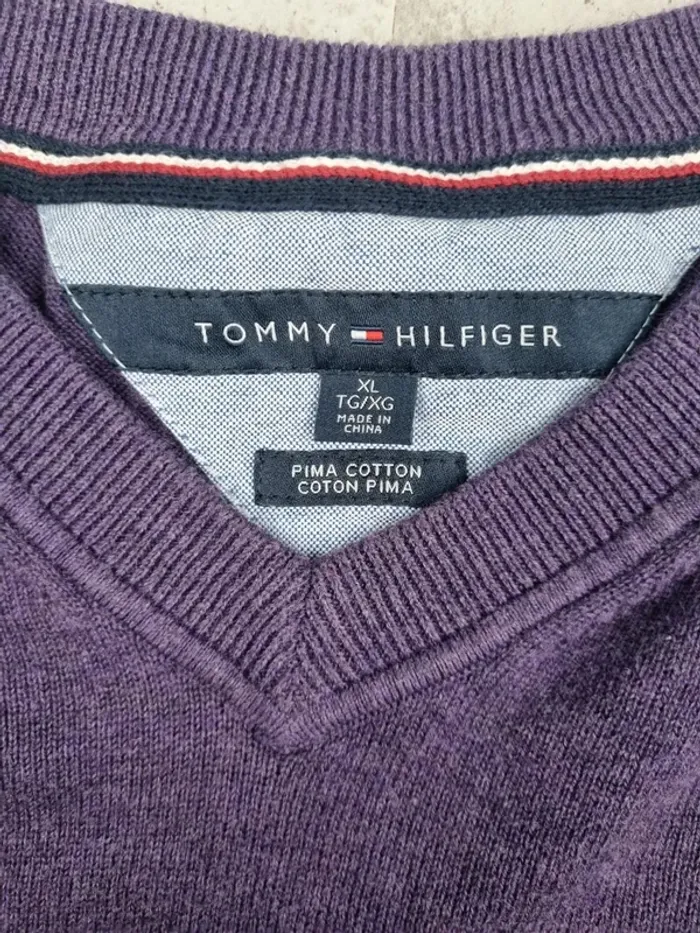 TOMMY HILFIGER
XL
TG/XG
MADE IN
CHINA
PIMA COTTON
COTON PIMA